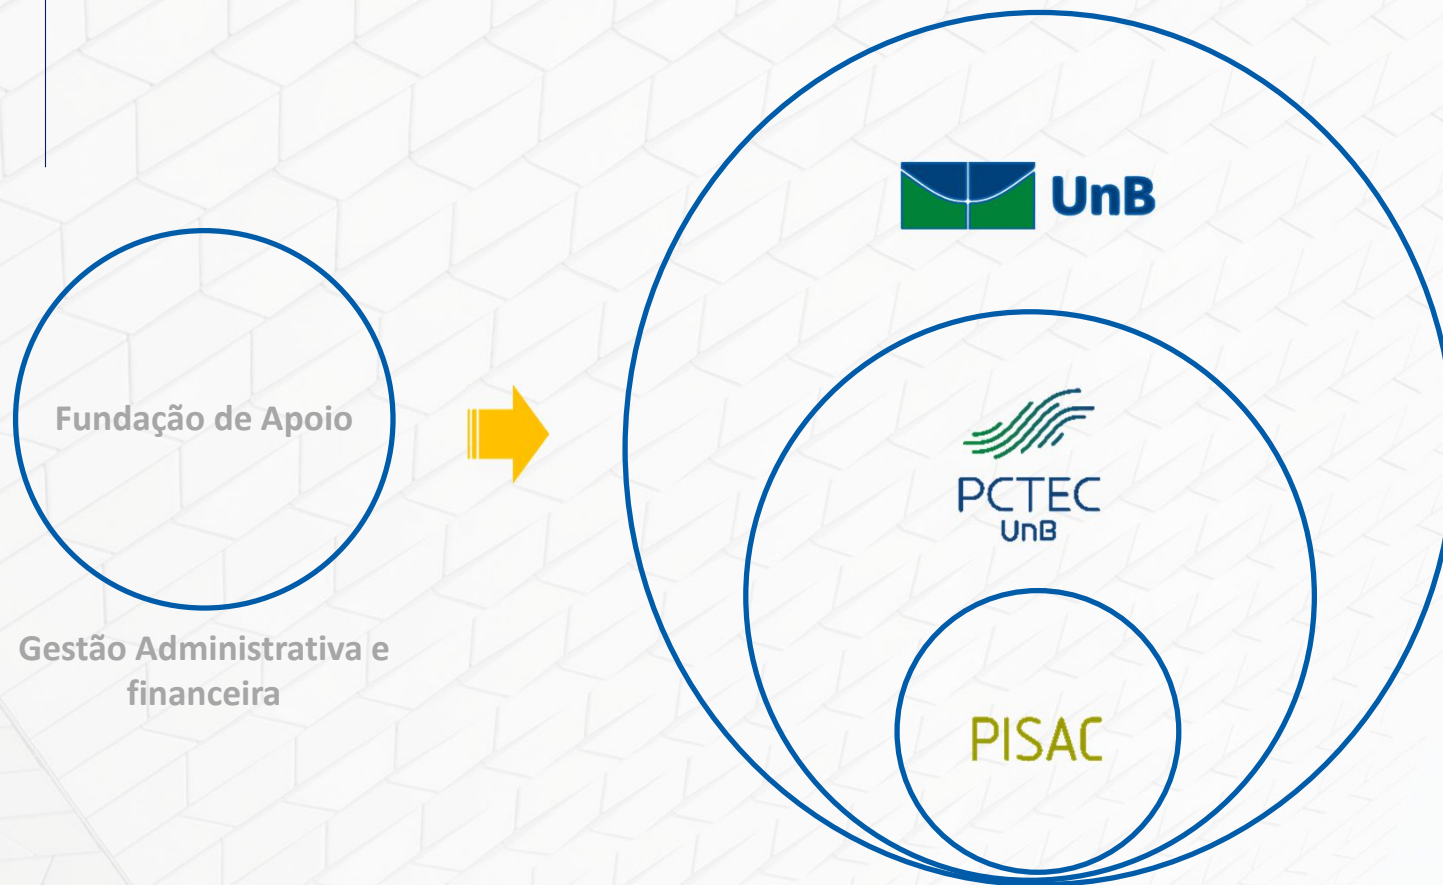 Fundação de Apoio
Gestão Administrativa e
financeira
UnB
PCTEC
UnB
PISAC